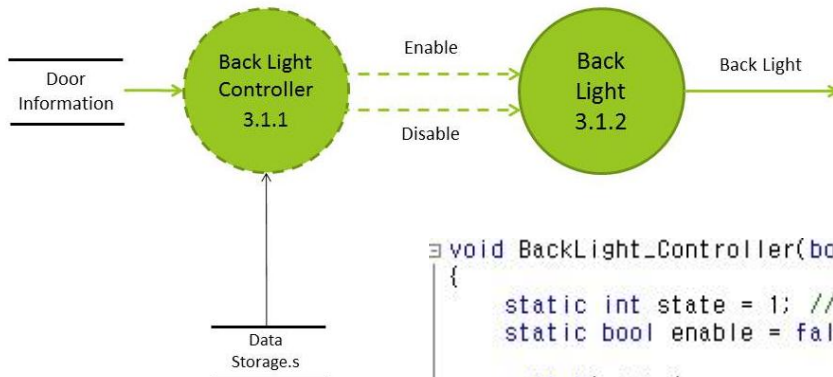 Door
Information
Back Light
Controller
3.1.1
Enable
Disable
Back
Light
3.1.2
Back Light
Data
Storage.s
void BackLight_Controller(bo
{
static int state = 1; //
static bool enable = fal